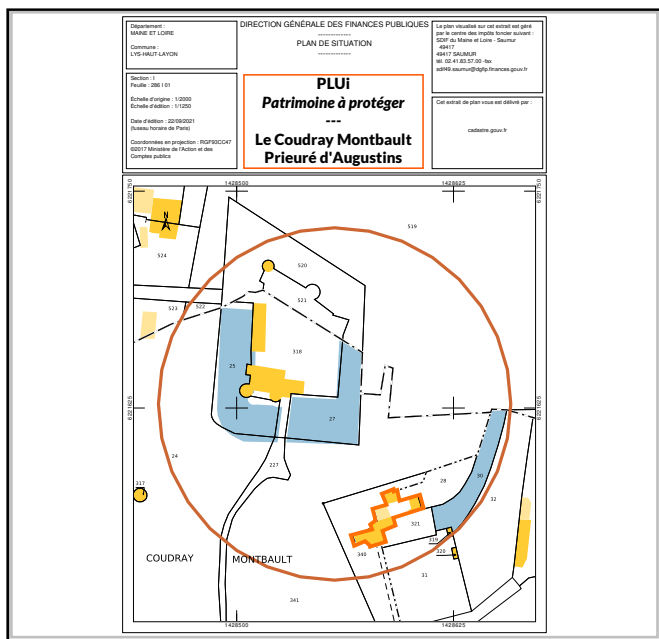 Département :
MAINE ET LOIRE
Commune :
LYS-HAUT-LAYON
Section : I
Feuille : 286 I 01
Échelle d'origine : 1/2000
Échelle d'édition : 1/1250
Date d'édition : 22/09/2021
(fuseau horaire de Paris)
Coordonnées en projection : RGF93CC47
©2017 Ministère de l'Action et des
Comptes publics
DIRECTION GÉNÉRALE DES FINANCES PUBLIQUES
PLAN DE SITUATION
PLUi
Patrimoine à protéger
---
Le Coudray Montbault
Prieuré d'Augustins
Le plan visualisé sur cet extrait est géré
par le centre des impôts foncier suivant :
SDIF du Maine et Loire - Saumur
49417
49417 SAUMUR
tél. 02.41.83.57.00 -fax
sdif49.saumur@dgfip.finances.gouv.fr
Cet extrait de plan vous est délivré par :
cadastre.gouv.fr
1428500
1428625
6221750
6221750
N
519
524
520
521
523
522
318
25
6221625
6221625
27
24
227
28
30
317
32
321
319
340
320
COUDRAY
MONTBAULT
31
341
1428500
1428625